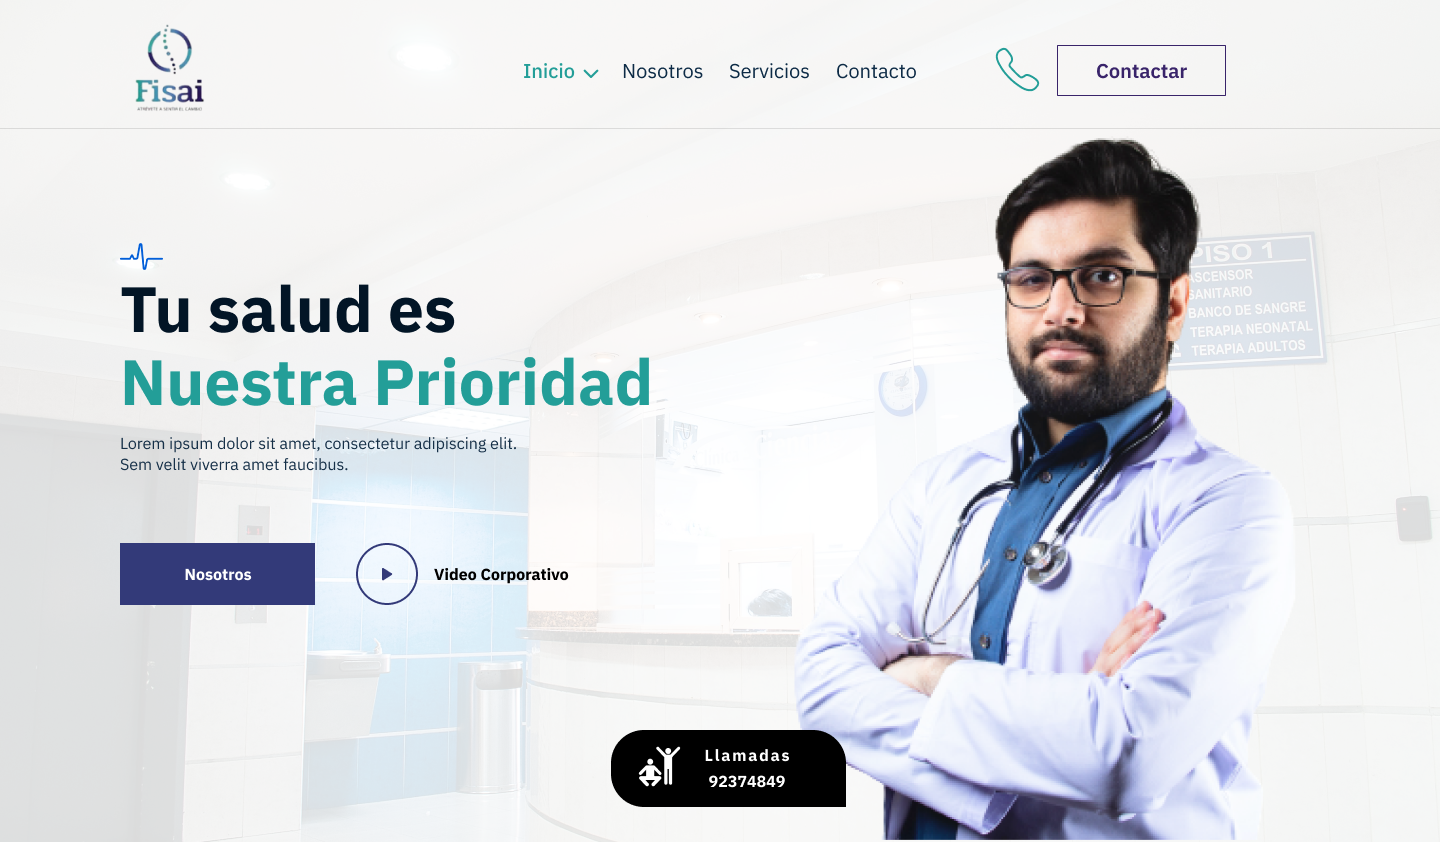 Fisai
ATRÉVETE A SENTIR EL CAMBIO
Inicio
Nosotros
Servicios
Contacto
Contactar
Tu salud es
Nuestra Prioridad
Lorem ipsum dolor sit amet, consectetur adipiscing elit.
Sem velit viverra amet faucibus.
Nosotros
Video Corporativo
PISO 1
ASCENSOR
SANITARIO
BANCO DE SANGRE
TERAPIA NEONATAL
TERAPIA ADULTOS
Llamadas
92374849